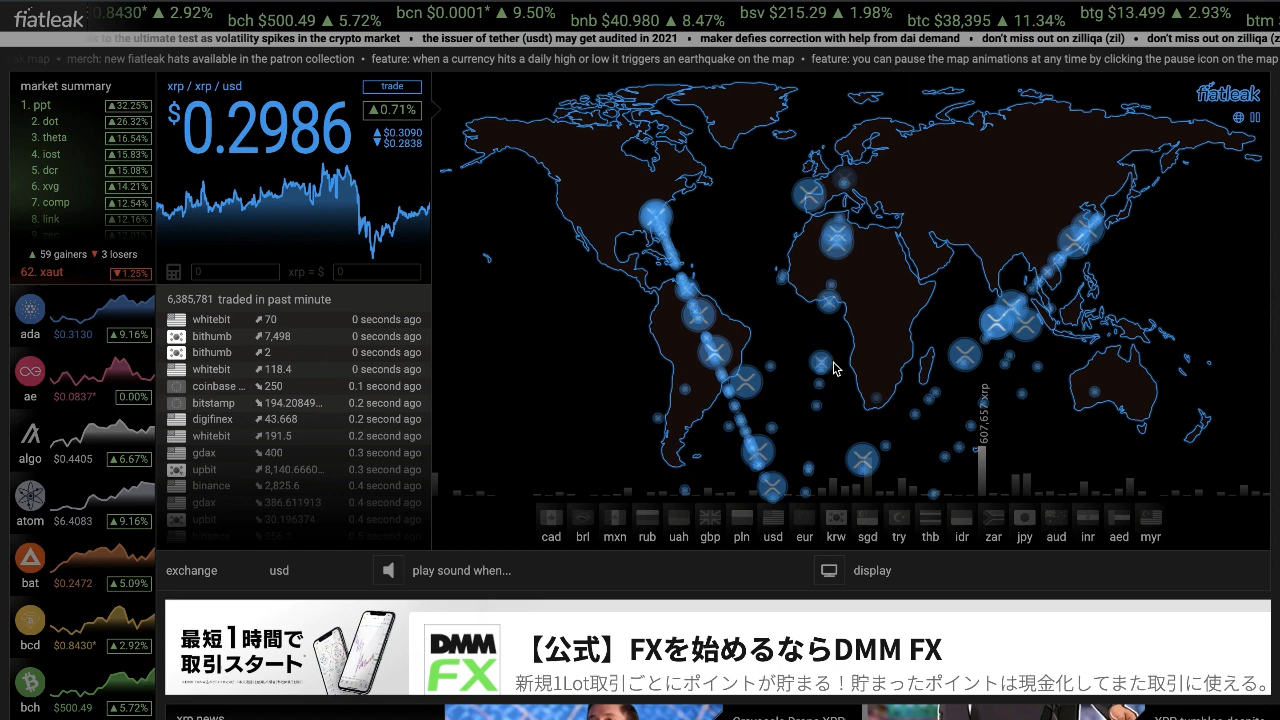 fiatleak
0.8430* ▲ 2.92%
bch $500.49 ▲ 5.72%
bcn $0.0001* ▲ 9.50%
bnb $40.980 ▲ 8.47%
bsv $215.29 ▲ 1.98%
btc $38,395 ▲ 11.34%
btg $13.499 ▲ 2.93%
btm
to the ultimate test as volatility spikes in the crypto market • the issuer of tether (usdt) may get audited in 2021 • maker defies correction with help from dai demand • don't miss out on zilliqa (zil) • don't miss out on zilliqa (z
map • merch: new fiatleak hats available in the patron collection • feature: when a currency hits a daily high or low it triggers an earthquake on the map • feature: you can pause the map animations at any time by clicking the pause icon on the map
market summary
1. ppt ▲32.25%
2. dot ▲26.32%
3. theta ▲16.54%
4. iost ▲15.83%
5. dcr ▲15.08%
6. xvg ▲14.21%
7. comp ▲12.54%
8. link ▲12.16%
9. zec ▲12.01%
▲ 59 gainers ▼ 3 losers
62. xaut ▼1.25%
ada $0.3130 ▲9.16%
ae $0.0837* 0.00%
algo $0.4405 ▲6.67%
atom $6.4083 ▲9.16%
bat $0.2472 ▲5.09%
bcd $0.8430* ▲2.92%
bch $500.49 ▲5.72%
xrp / xrp / usd
trade
$0.2986
▲0.71%
▲$0.3090
▼$0.2838
0 xrp = $ 0
6,385,781 traded in past minute
whitebit ↗ 70 0 seconds ago
bithumb ↗ 7,498 0 seconds ago
bithumb ↗ 2 0 seconds ago
whitebit ↗ 118.4 0 seconds ago
coinbase ... ↘ 250 0.1 second ago
bitstamp ↘ 194.20849... 0.2 second ago
digifinex ↗ 43.668 0.2 second ago
whitebit ↗ 191.5 0.2 second ago
gdax ↗ 400 0.3 second ago
upbit ↗ 8,140.6660... 0.3 second ago
binance ↘ 2,825.6 0.4 second ago
gdax ↘ 386.611913 0.4 second ago
upbit ↘ 30.196374 0.4 second ago
fiatleak
607,657 xrp
cad brl mxn rub uah gbp pln usd eur krw sgd try thb idr zar jpy aud inr aed myr
exchange usd play sound when... display
最短1時間で
取引スタート
DMM
FX
【公式】FXを始めるならDMM FX
新規1Lot取引ごとにポイントが貯まる！貯まったポイントは現金化してまた取引に使える。
xrp news
Grayscale Drops XRP
XRP tumbles despite